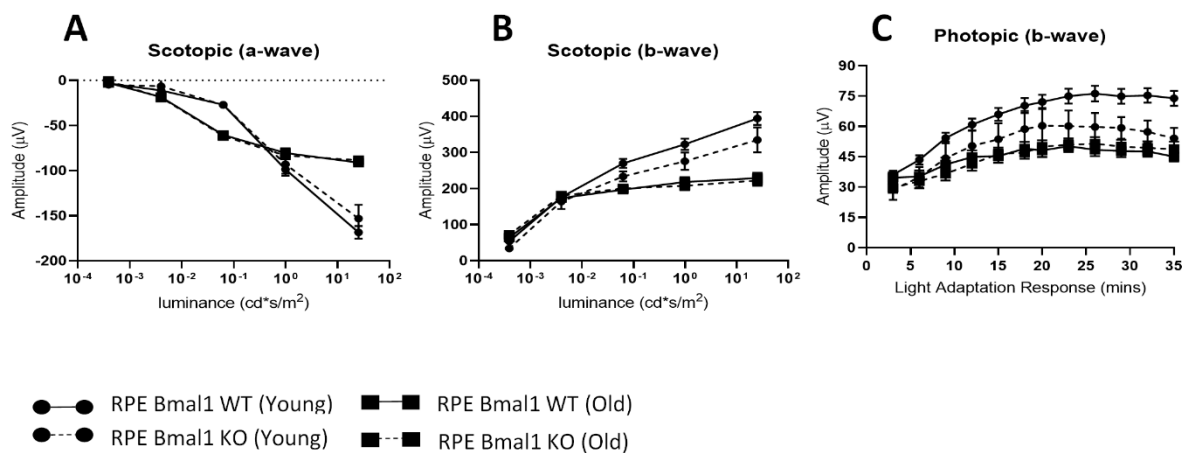 A
Scotopic (a-wave)
0
-50
-100
-150
-200
Amplitude (μV)
10-4 10-3 10-2 10-1 100 101 102
luminance (cd*s/m2)
B
Scotopic (b-wave)
500
400
300
200
100
0
Amplitude (μV)
10-4 10-3 10-2 10-1 100 101 102
luminance (cd*s/m2)
C
Photopic (b-wave)
90
75
60
45
30
15
0
Amplitude (μV)
0 5 10 15 20 25 30 35
Light Adaptation Response (mins)
RPE Bmal1 WT (Young)
RPE Bmal1 WT (Old)
RPE Bmal1 KO (Young)
RPE Bmal1 KO (Old)